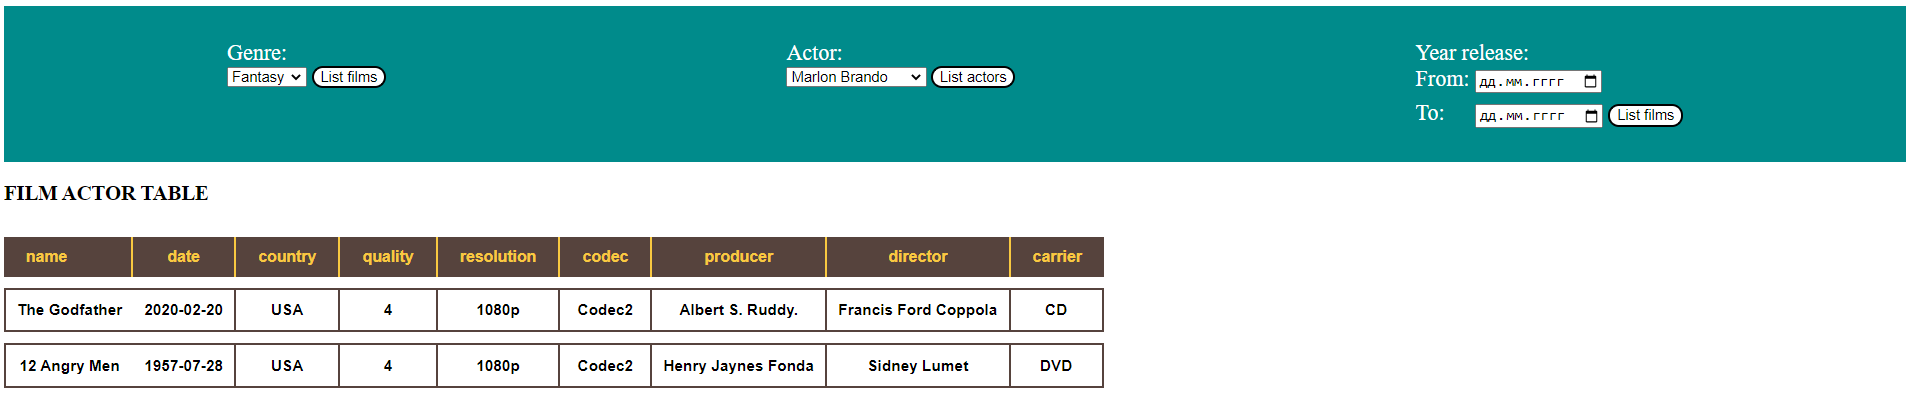 Genre:
Fantasy List films
Actor:
Marlon Brando List actors
Year release:
From: дд.мм.гггг
To: дд.мм.гггг List films
FILM ACTOR TABLE
name date country quality resolution codec producer director carrier
The Godfather 2020-02-20 USA 4 1080p Codec2 Albert S. Ruddy. Francis Ford Coppola CD
12 Angry Men 1957-07-28 USA 4 1080p Codec2 Henry Jaynes Fonda Sidney Lumet DVD